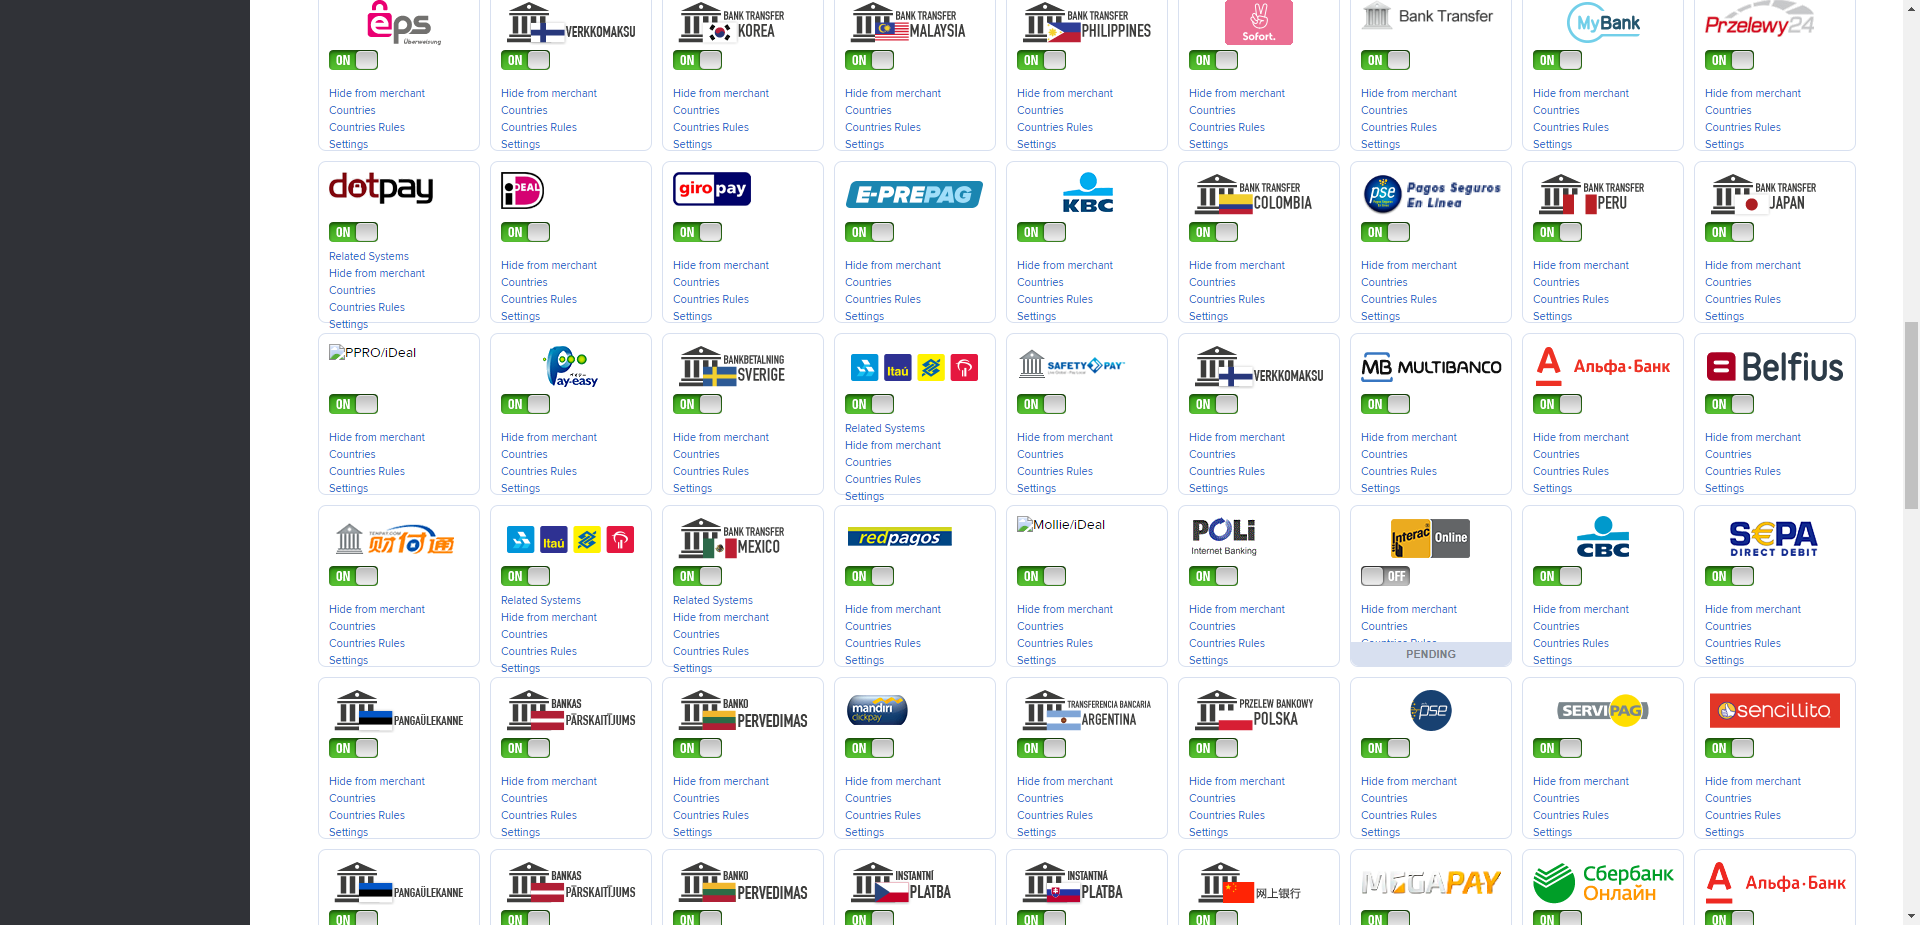 eps
Überweisung
VERKKOMAKSU
BANK TRANSFER
KOREA
BANK TRANSFER
MALAYSIA
BANK TRANSFER
PHILIPPINES
Sofort.
Bank Transfer
MyBank
Przelewy24
ON ON ON ON ON ON ON ON ON
Hide from merchant Hide from merchant Hide from merchant Hide from merchant Hide from merchant Hide from merchant Hide from merchant Hide from merchant Hide from merchant
Countries Countries Countries Countries Countries Countries Countries Countries Countries
Countries Rules Countries Rules Countries Rules Countries Rules Countries Rules Countries Rules Countries Rules Countries Rules Countries Rules
Settings Settings Settings Settings Settings Settings Settings Settings Settings
dotpay
iDEAL
giropay
E-PREPAG
KBC
BANK TRANSFER
COLOMBIA
pse Pagos Seguros
En Línea
BANK TRANSFER
PERU
BANK TRANSFER
JAPAN
ON ON ON ON ON ON ON ON ON
Related Systems
Hide from merchant Hide from merchant Hide from merchant Hide from merchant Hide from merchant Hide from merchant Hide from merchant Hide from merchant Hide from merchant
Countries Countries Countries Countries Countries Countries Countries Countries Countries
Countries Rules Countries Rules Countries Rules Countries Rules Countries Rules Countries Rules Countries Rules Countries Rules Countries Rules
Settings Settings Settings Settings Settings Settings Settings Settings Settings
PPRO/iDeal
Pay-easy
BANKBETALNING
SVERIGE
Itaú
SAFETYPAY
VERKKOMAKSU
MB MULTIBANCO
Альфа·Банк
Belfius
ON ON ON ON ON ON ON ON ON
Related Systems
Hide from merchant Hide from merchant Hide from merchant Hide from merchant Hide from merchant Hide from merchant Hide from merchant Hide from merchant Hide from merchant
Countries Countries Countries Countries Countries Countries Countries Countries Countries
Countries Rules Countries Rules Countries Rules Countries Rules Countries Rules Countries Rules Countries Rules Countries Rules Countries Rules
Settings Settings Settings Settings Settings Settings Settings Settings Settings
TENPAY.COM
财付通
Itaú
BANK TRANSFER
MEXICO
redpagos
Mollie/iDeal
POLi
Internet Banking
Interac Online
CBC
SEPA
DIRECT DEBIT
ON ON ON ON ON ON OFF ON ON
Related Systems Related Systems
Hide from merchant Hide from merchant Hide from merchant Hide from merchant Hide from merchant Hide from merchant Hide from merchant Hide from merchant Hide from merchant
Countries Countries Countries Countries Countries Countries Countries Countries Countries
Countries Rules Countries Rules Countries Rules Countries Rules Countries Rules Countries Rules Countries Rules Countries Rules Countries Rules
Settings Settings Settings Settings Settings Settings PENDING Settings Settings
PANGAÜLEKANNE
BANKAS
PĀRSKAITĪJUMS
BANKO
PERVEDIMAS
mandiri
clickpay
TRANSFERENCIA BANCARIA
ARGENTINA
PRZELEW BANKOWY
POLSKA
pse
SERVIPAG
sencillito
ON ON ON ON ON ON ON ON ON
Hide from merchant Hide from merchant Hide from merchant Hide from merchant Hide from merchant Hide from merchant Hide from merchant Hide from merchant Hide from merchant
Countries Countries Countries Countries Countries Countries Countries Countries Countries
Countries Rules Countries Rules Countries Rules Countries Rules Countries Rules Countries Rules Countries Rules Countries Rules Countries Rules
Settings Settings Settings Settings Settings Settings Settings Settings Settings
PANGAÜLEKANNE
BANKAS
PĀRSKAITĪJUMS
BANKO
PERVEDIMAS
INSTANTNÍ
PLATBA
INSTANTNÁ
PLATBA
网上银行
MEGAPAY
Сбербанк
Онлайн
Альфа·Банк
ON ON ON ON ON ON ON ON ON